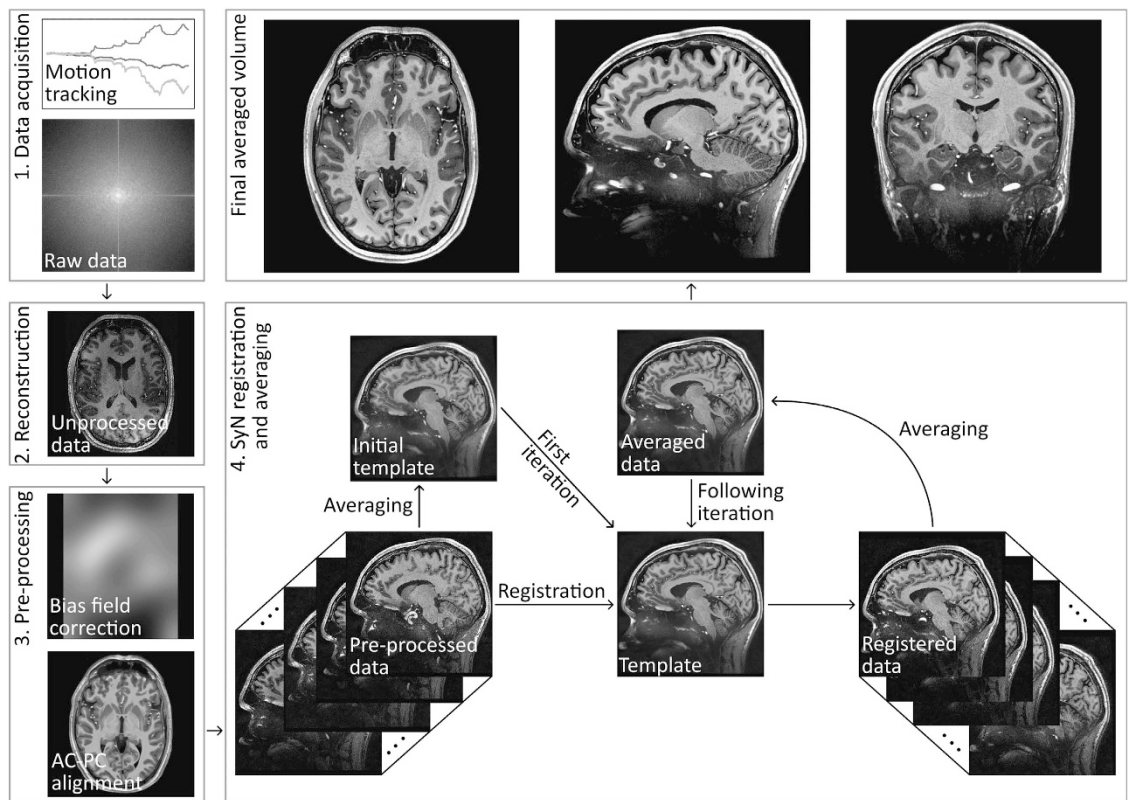 1. Data acquisition
Motion
tracking
Raw data
2. Reconstruction
Unprocessed
data
3. Pre-processing
Bias field
correction
AC-PC
alignment
Final averaged volume
4. SyN registration
and averaging
Initial
template
Averaging
First
iteration
Averaged
data
Following
iteration
Averaging
Pre-processed
data
Registration
Template
Registered
data